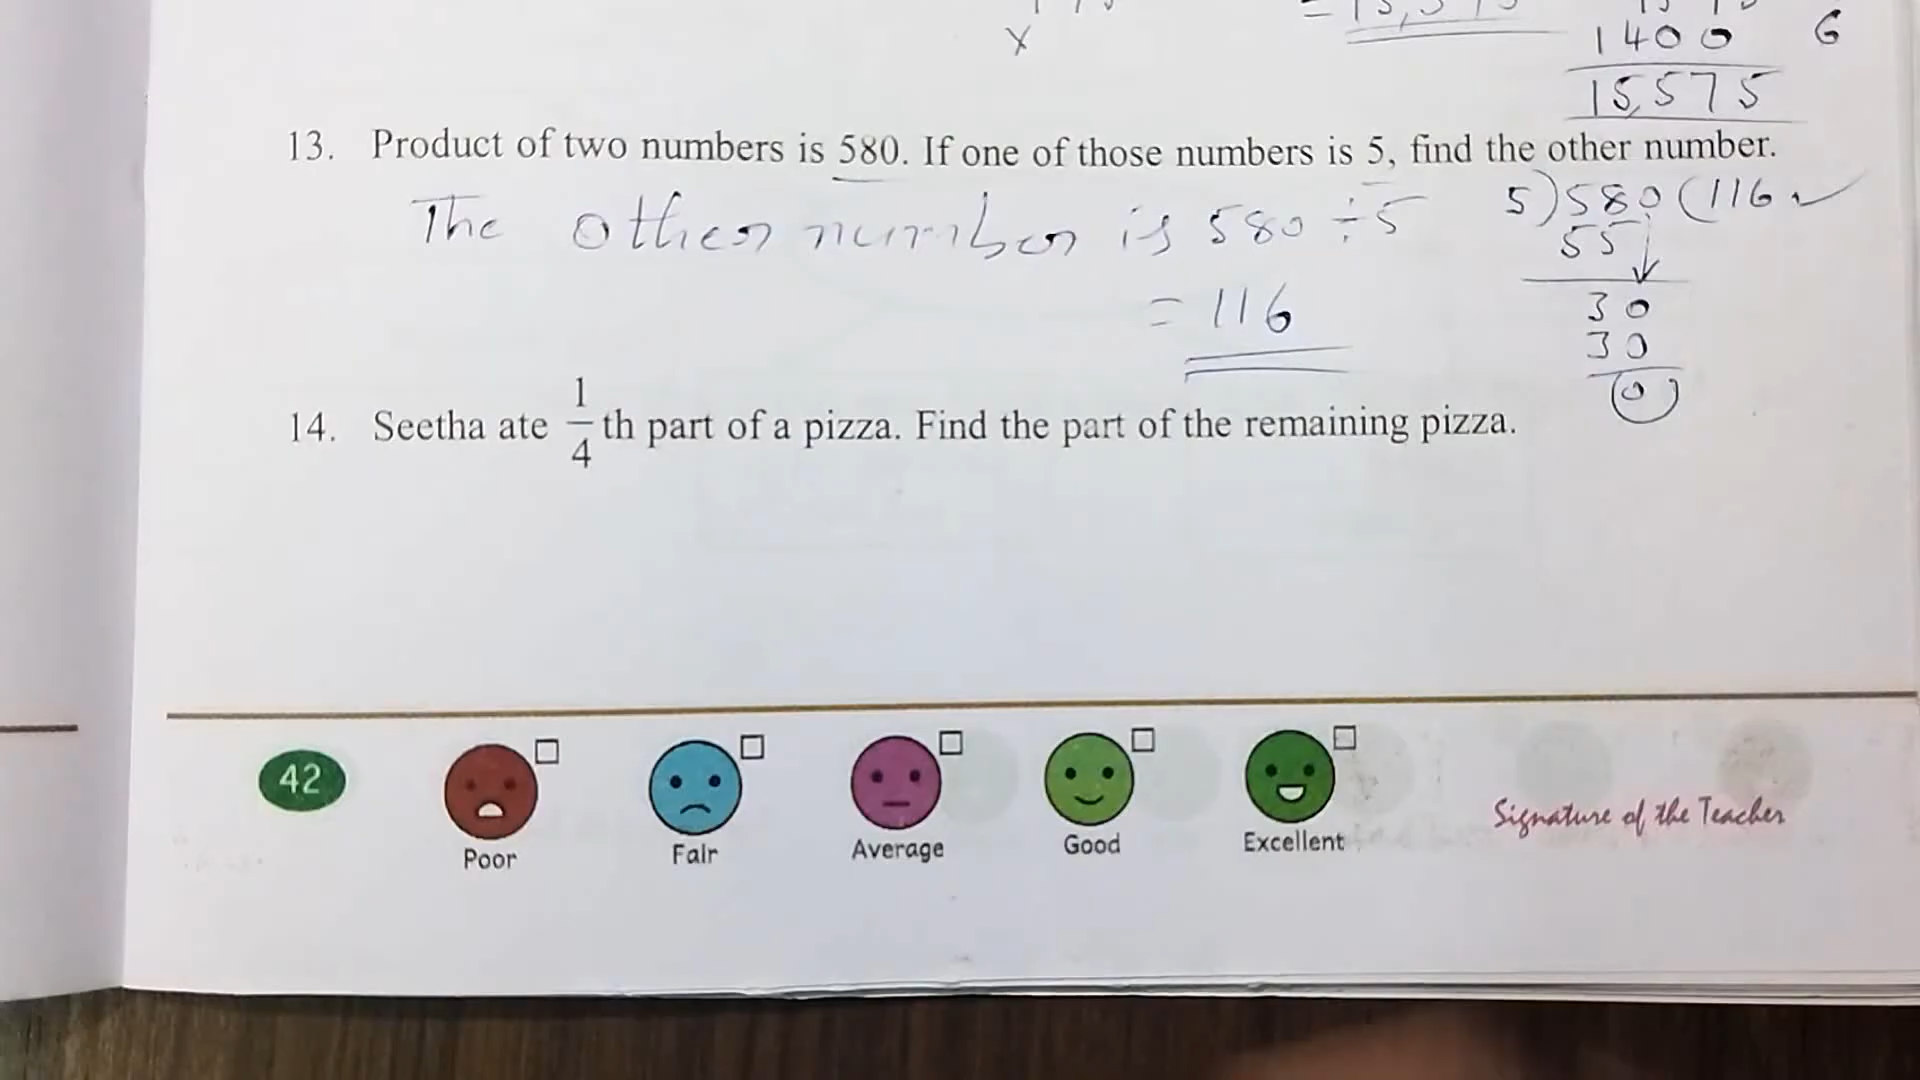 1400 6
15,575
13. Product of two numbers is 580. If one of those numbers is 5, find the other number.
The other number is 580 ÷ 5
= 116
5)580(116
55
30
30
0
14. Seetha ate 1/4 th part of a pizza. Find the part of the remaining pizza.
42
Poor
Fair
Average
Good
Excellent
Signature of the Teacher